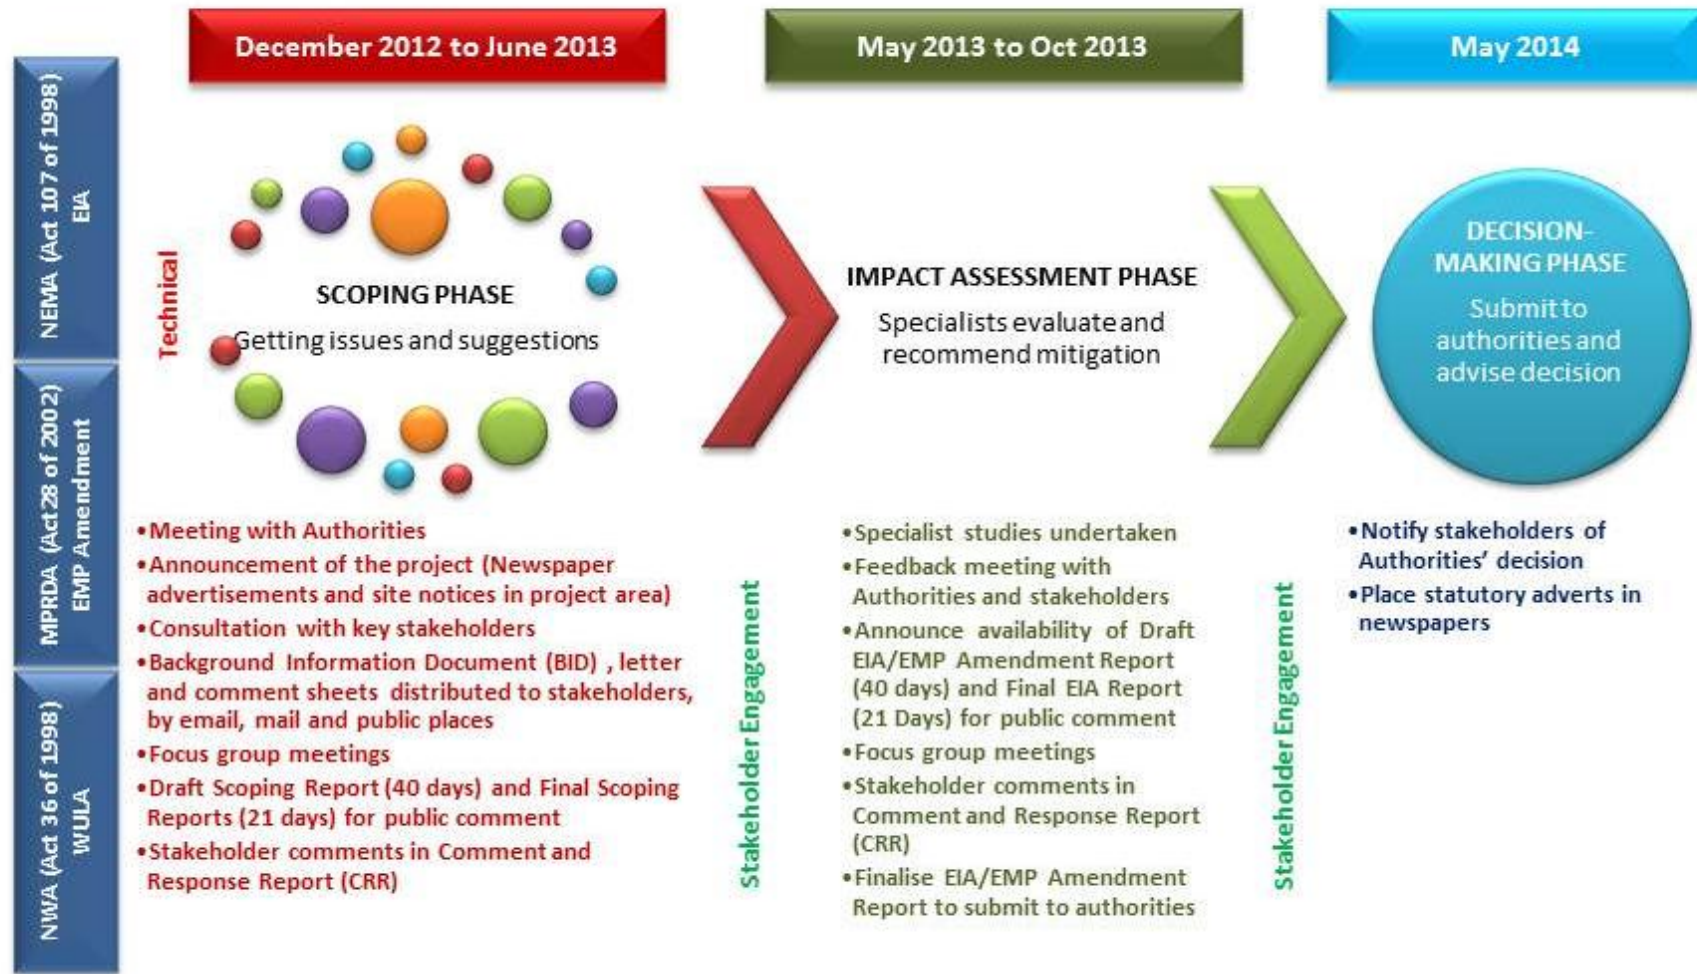 December 2012 to June 2013
May 2013 to Oct 2013
May 2014
NEMA (Act 107 of 1998)
EIA
MPRDA (Act 28 of 2002)
EMP Amendment
NWA (Act 36 of 1998)
WULA
Technical
SCOPING PHASE
Getting issues and suggestions
IMPACT ASSESSMENT PHASE
Specialists evaluate and
recommend mitigation
DECISION-
MAKING PHASE
Submit to
authorities and
advise decision
•Meeting with Authorities
•Announcement of the project (Newspaper
advertisements and site notices in project area)
•Consultation with key stakeholders
•Background Information Document (BID) , letter
and comment sheets distributed to stakeholders,
by email, mail and public places
•Focus group meetings
•Draft Scoping Report (40 days) and Final Scoping
Reports (21 days) for public comment
•Stakeholder comments in Comment and
Response Report (CRR)
Stakeholder Engagement
•Specialist studies undertaken
•Feedback meeting with
Authorities and stakeholders
•Announce availability of Draft
EIA/EMP Amendment Report
(40 days) and Final EIA Report
(21 Days) for public comment
•Focus group meetings
•Stakeholder comments in
Comment and Response Report
(CRR)
•Finalise EIA/EMP Amendment
Report to submit to authorities
Stakeholder Engagement
•Notify stakeholders of
Authorities’ decision
•Place statutory adverts in
newspapers